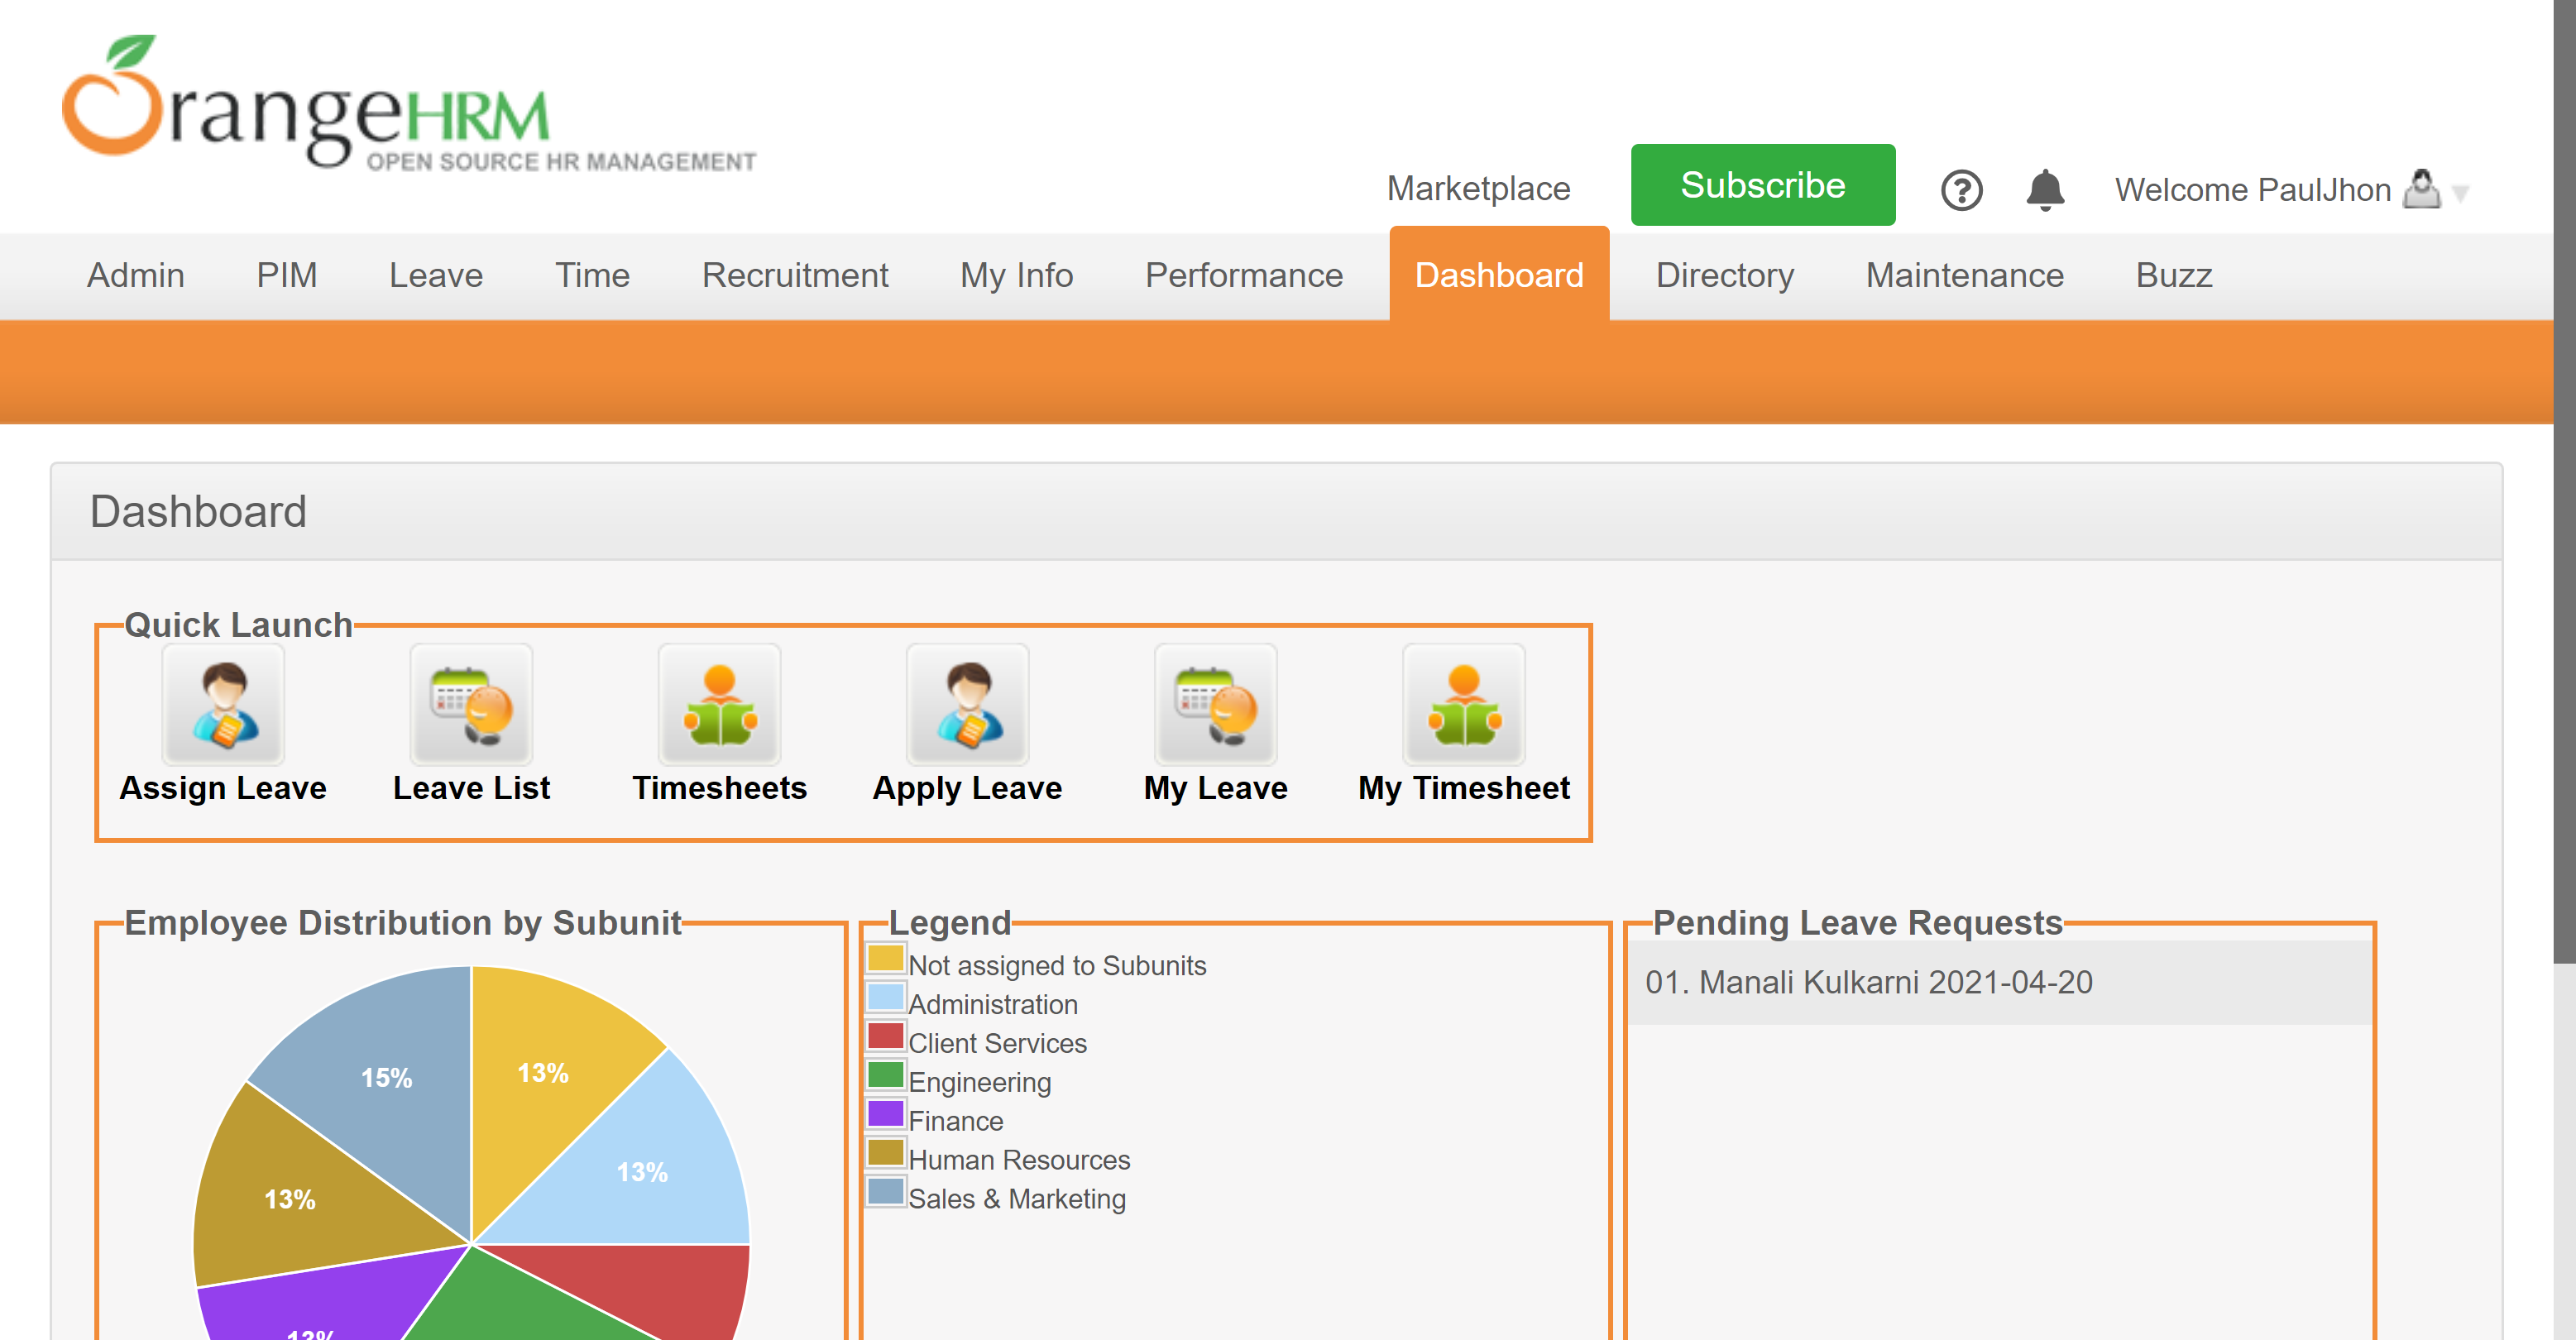 OrangeHRM
OPEN SOURCE HR MANAGEMENT
Marketplace Subscribe ? Welcome PaulJhon
Admin PIM Leave Time Recruitment My Info Performance Dashboard Directory Maintenance Buzz
Dashboard
Quick Launch
Assign Leave Leave List Timesheets Apply Leave My Leave My Timesheet
Employee Distribution by Subunit
15%
13%
13%
13%
13%
Legend
Not assigned to Subunits
Administration
Client Services
Engineering
Finance
Human Resources
Sales & Marketing
Pending Leave Requests
01. Manali Kulkarni 2021-04-20